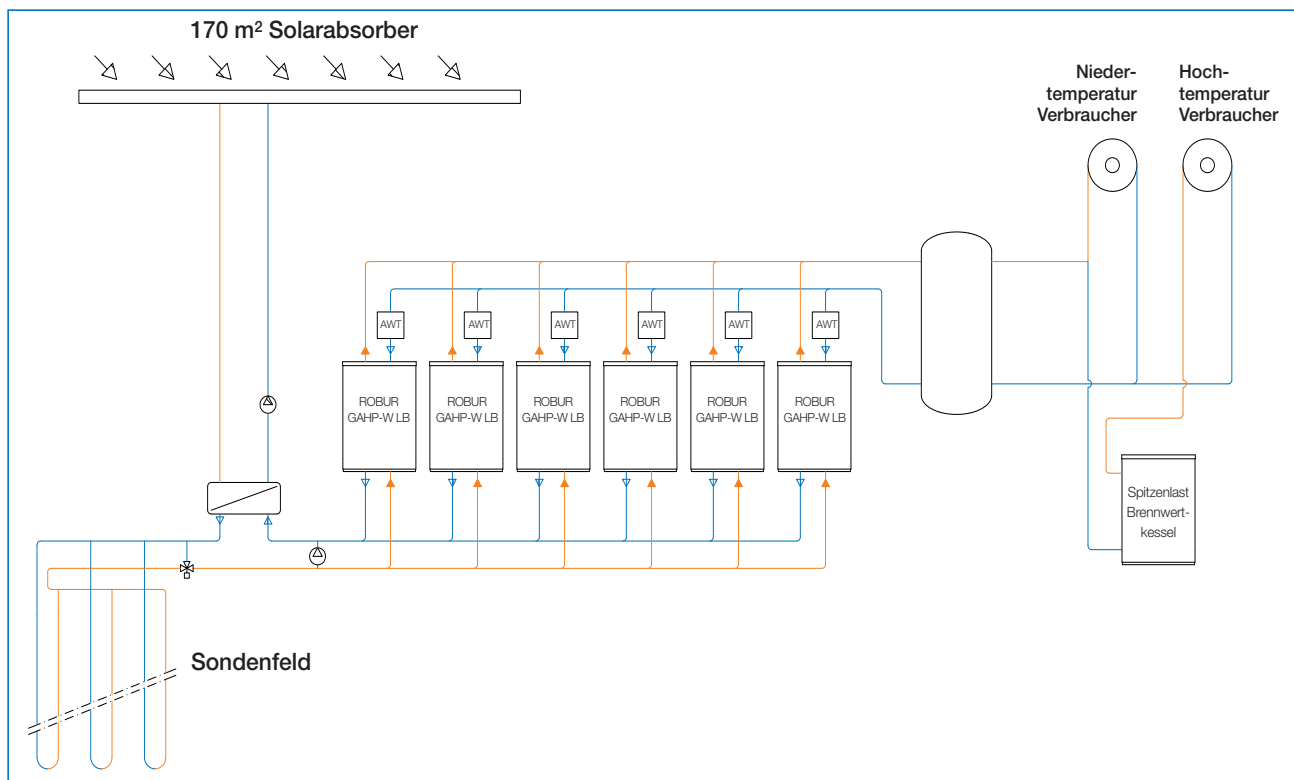 170 m² Solarabsorber
Nieder-
temperatur
Verbraucher
Hoch-
temperatur
Verbraucher
AWT
AWT
AWT
AWT
AWT
AWT
ROBUR
GAHP-W LB
ROBUR
GAHP-W LB
ROBUR
GAHP-W LB
ROBUR
GAHP-W LB
ROBUR
GAHP-W LB
ROBUR
GAHP-W LB
Spitzenlast
Brennwert-
kessel
Sondenfeld